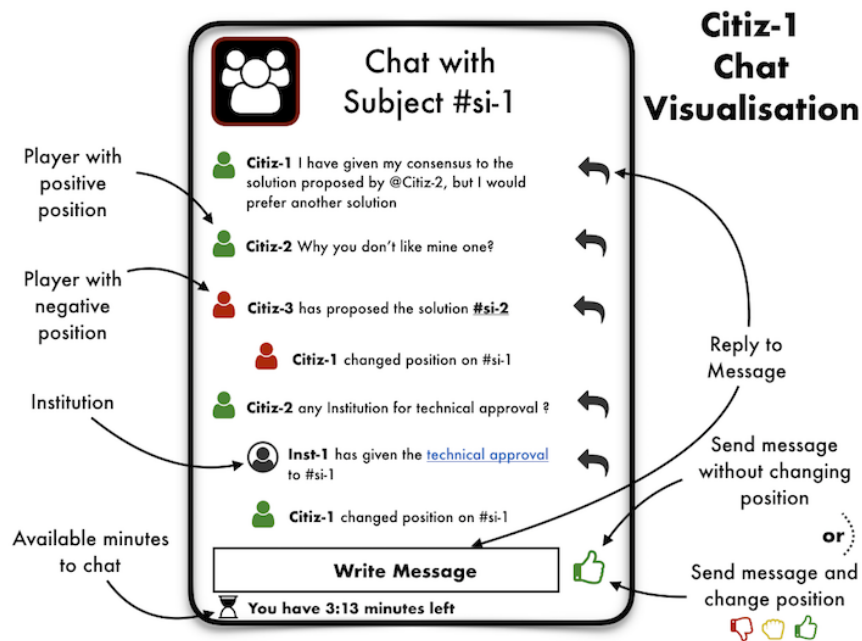 Citiz-1
Chat
Visualisation
Chat with
Subject #si-1
Player with
positive
position
Citiz-1 I have given my consensus to the
solution proposed by @Citiz-2, but I would
prefer another solution
Citiz-2 Why you don't like mine one?
Player with
negative
position
Citiz-3 has proposed the solution #si-2
Citiz-1 changed position on #si-1
Reply to
Message
Institution
Citiz-2 any Institution for technical approval ?
Inst-1 has given the technical approval
to #si-1
Citiz-1 changed position on #si-1
Send message
without changing
position
or
Send message and
change position
Available minutes
to chat
Write Message
You have 3:13 minutes left